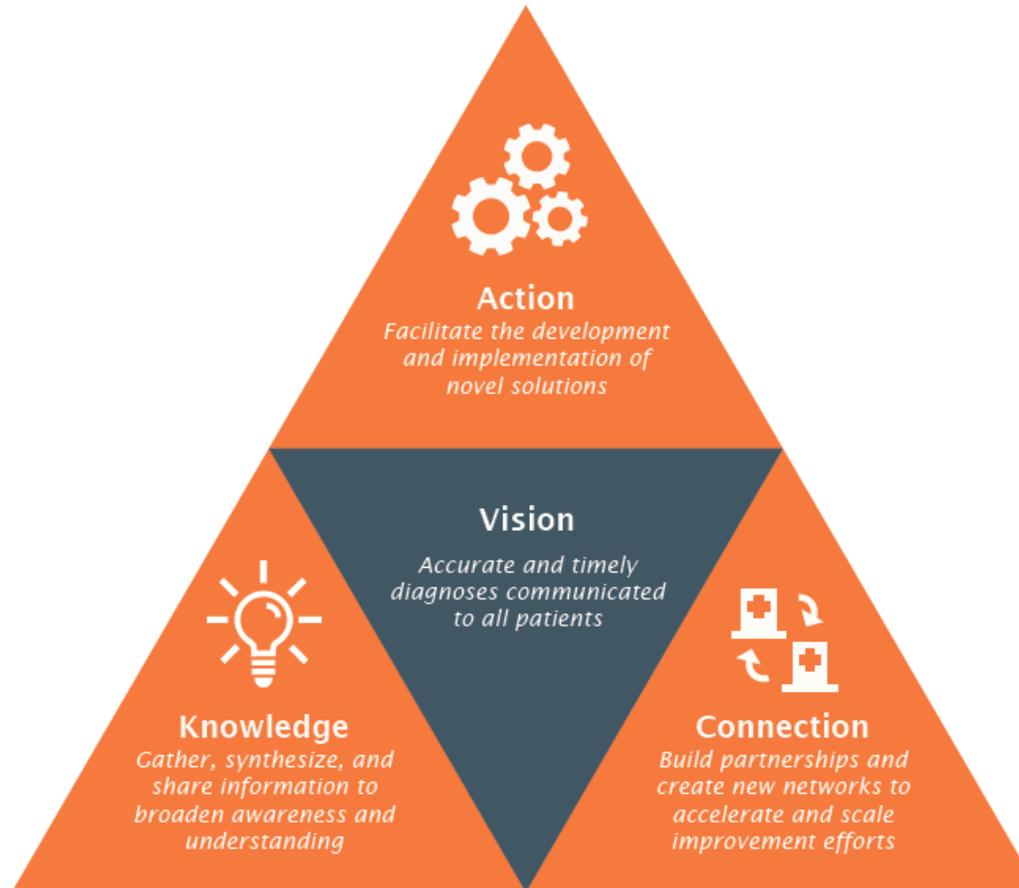 Action
Facilitate the development
and implementation of
novel solutions
Vision
Accurate and timely
diagnoses communicated
to all patients
Knowledge
Gather, synthesize, and
share information to
broaden awareness and
understanding
Connection
Build partnerships and
create new networks to
accelerate and scale
improvement efforts